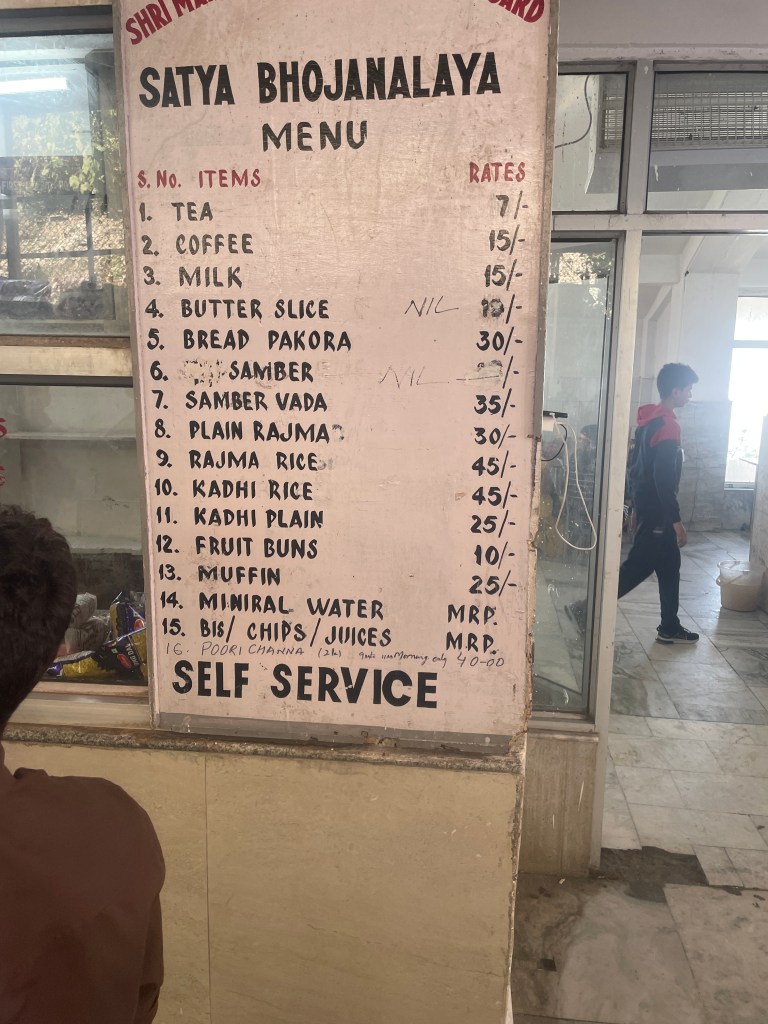 SHRI
SATYA BHOJANALAYA
MENU
S. No. ITEMS RATES
1. TEA 7/-
2. COFFEE 15/-
3. MILK 15/-
4. BUTTER SLICE NIL /-
5. BREAD PAKORA 30/-
6. SAMBER NIL /-
7. SAMBER VADA 35/-
8. PLAIN RAJMA 30/-
9. RAJMA RICE 45/-
10. KADHI RICE 45/-
11. KADHI PLAIN 25/-
12. FRUIT BUNS 10/-
13. MUFFIN 25/-
14. MINIRAL WATER MRP.
15. BIS/ CHIPS/JUICES MRP.
16. POORI CHANNA Morning only 40-00
SELF SERVICE